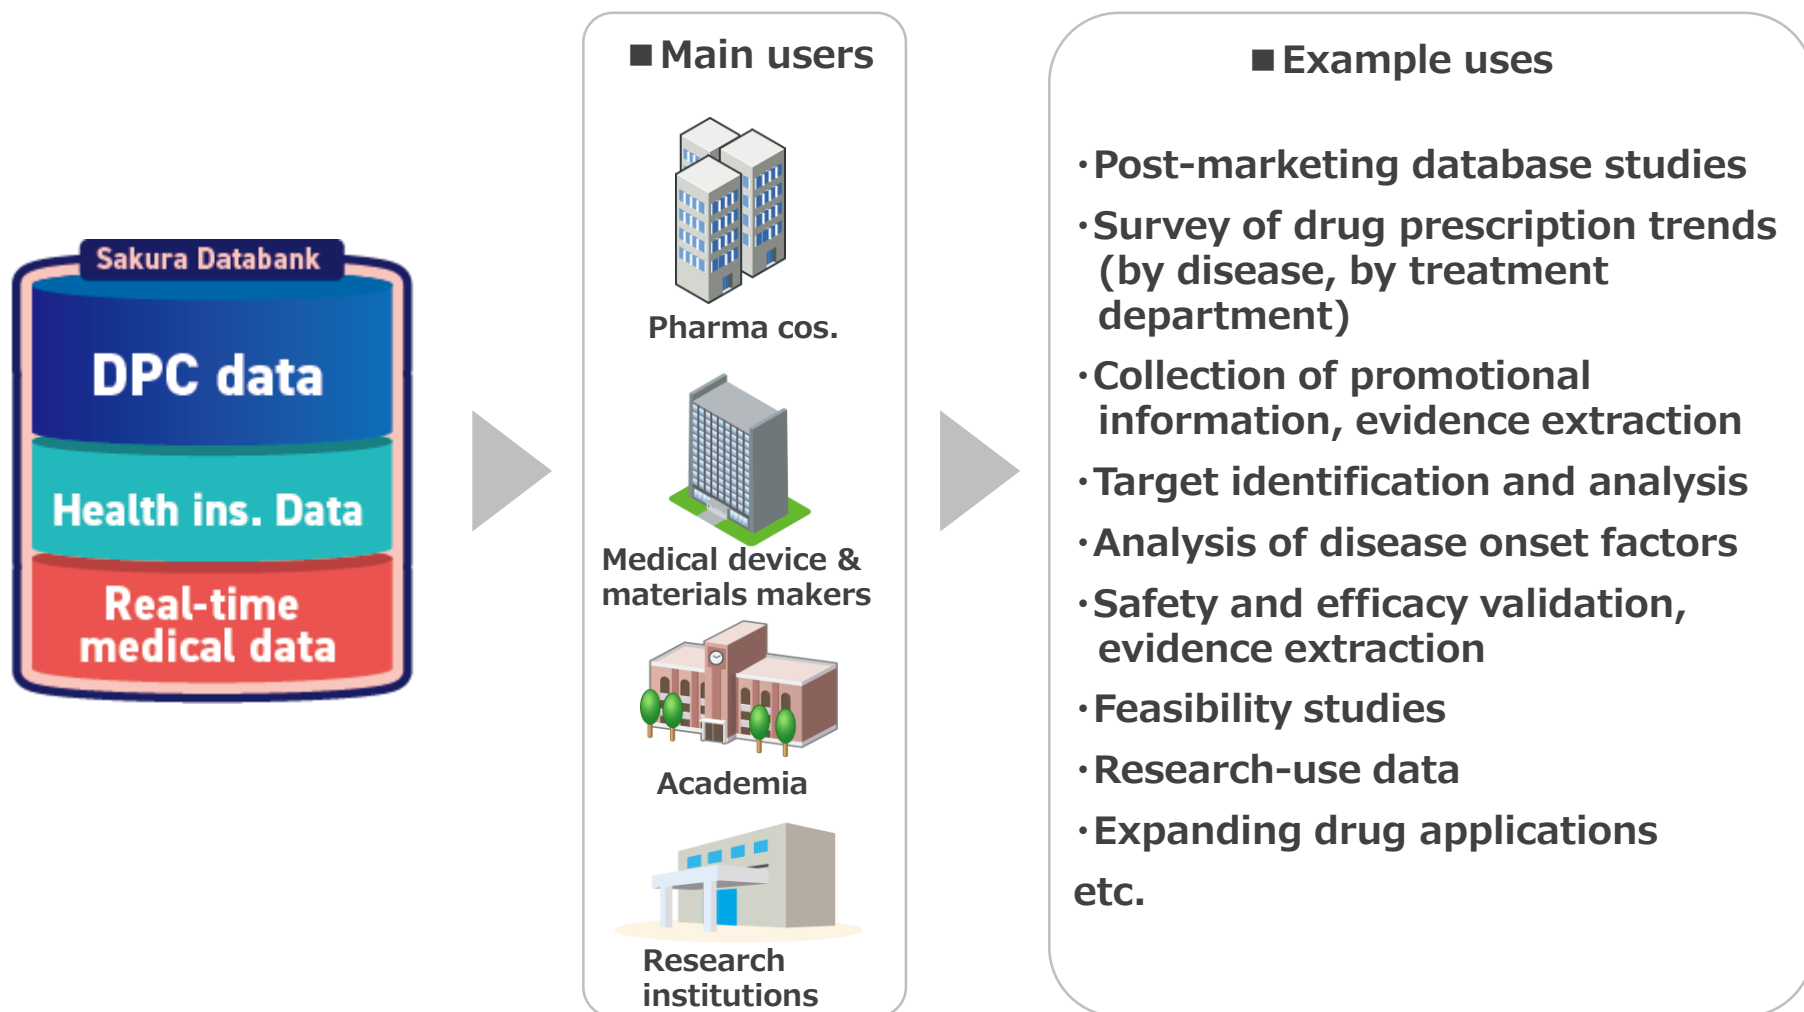 Sakura Databank
DPC data
Health ins. Data
Real-time
medical data
■Main users
Pharma cos.
Medical device &
materials makers
Academia
Research
institutions
■Example uses
・Post-marketing database studies
・Survey of drug prescription trends
(by disease, by treatment
department)
・Collection of promotional
information, evidence extraction
・Target identification and analysis
・Analysis of disease onset factors
・Safety and efficacy validation,
evidence extraction
・Feasibility studies
・Research-use data
・Expanding drug applications
etc.